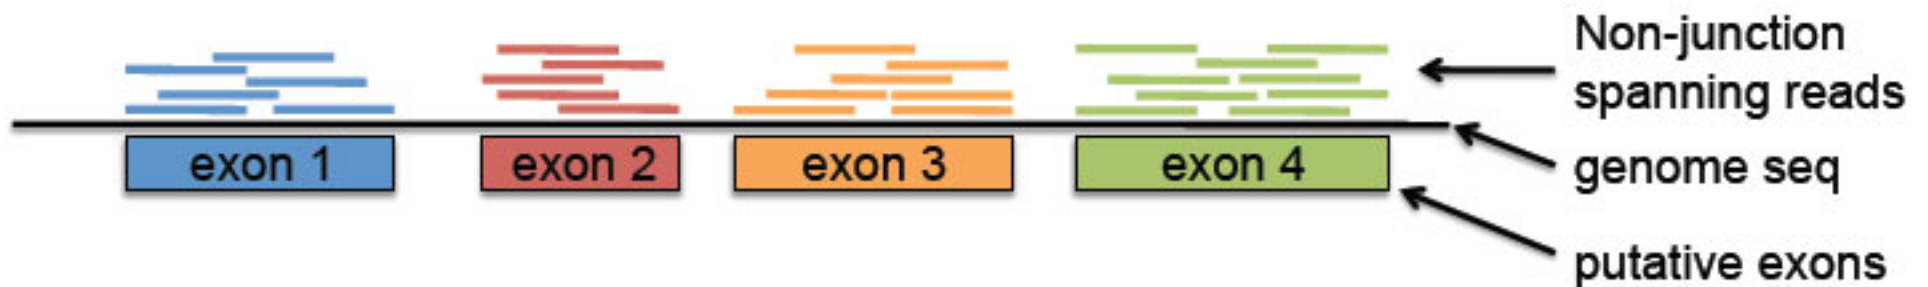 Non-junction
spanning reads
exon 1
exon 2
exon 3
exon 4
genome seq
putative exons